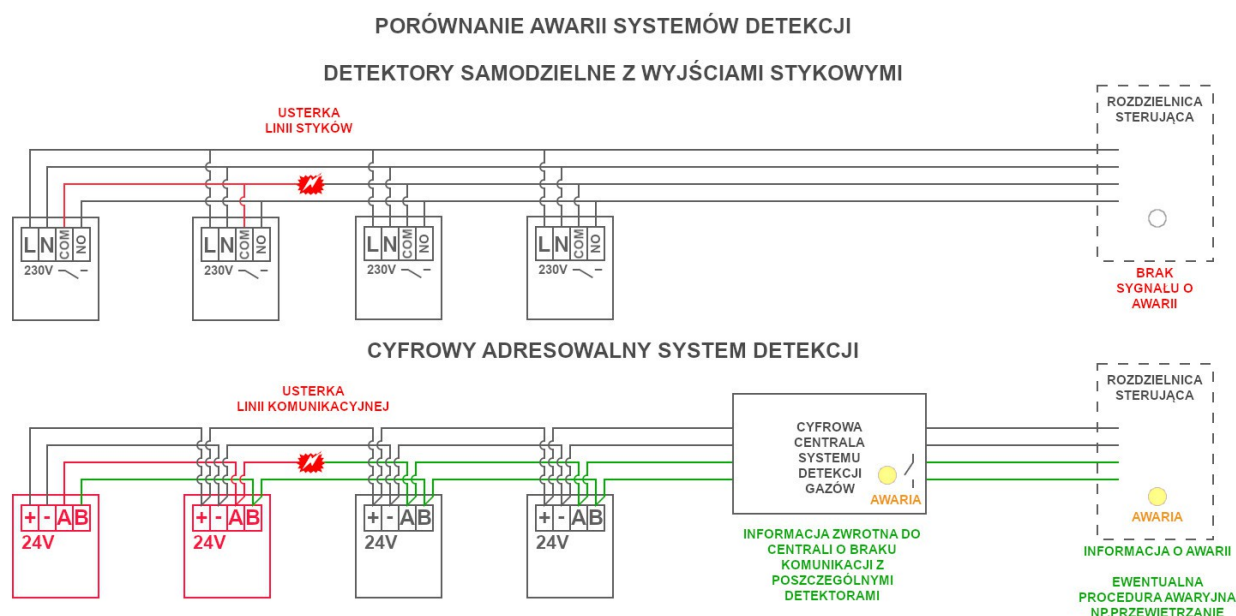 PORÓWNANIE AWARII SYSTEMÓW DETEKCJI
DETEKTORY SAMODZIELNE Z WYJŚCIAMI STYKOWYMI
USTERKA
LINII STYKÓW
ROZDZIELNICA
STERUJĄCA
L N COM NO
230V
L N COM NO
230V
L N COM NO
230V
L N COM NO
230V
BRAK
SYGNAŁU O
AWARII
CYFROWY ADRESOWALNY SYSTEM DETEKCJI
USTERKA
LINII KOMUNIKACYJNEJ
CYFROWA
CENTRALA
SYSTEMU
DETEKCJI
GAZÓW
AWARIA
ROZDZIELNICA
STERUJĄCA
AWARIA
+ - A B
24V
+ - A B
24V
+ - A B
24V
+ - A B
24V
INFORMACJA ZWROTNA DO
CENTRALI O BRAKU
KOMUNIKACJI Z
POSZCZEGÓLNYMI
DETEKTORAMI
INFORMACJA O AWARII
EWENTUALNA
PROCEDURA AWARYJNA
NP.PRZEWIETRZANIE